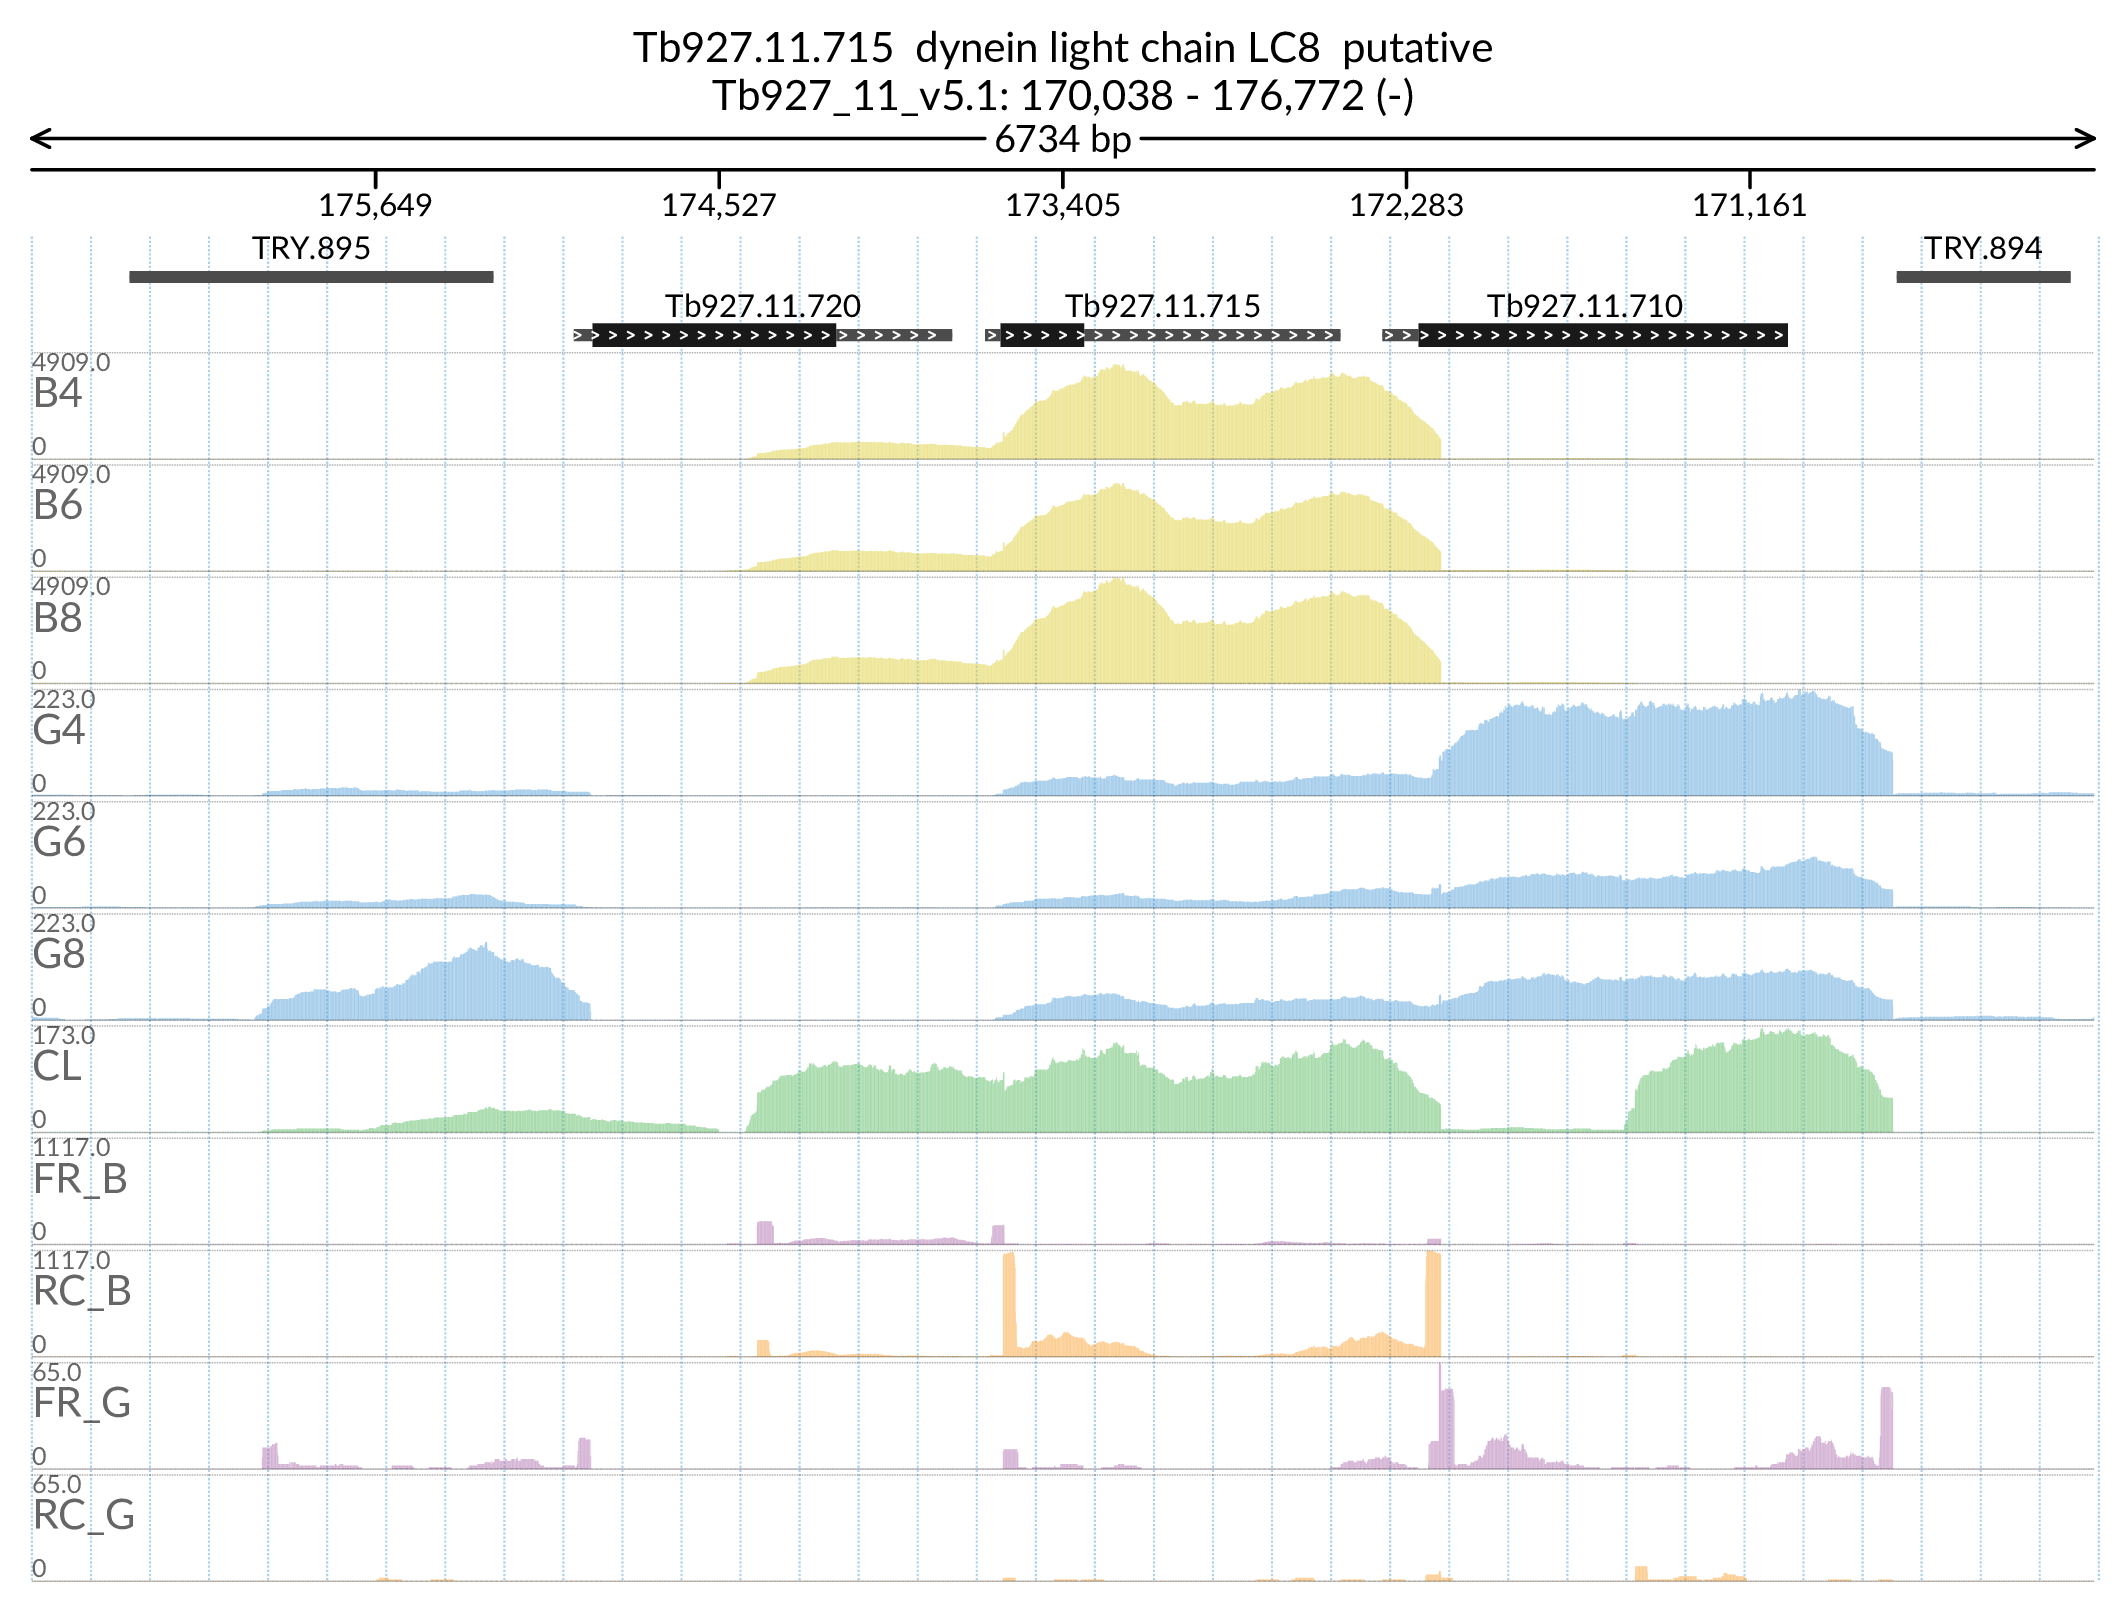 Tb927.11.715  dynein light chain LC8  putative
Tb927_11_v5.1: 170,038 - 176,772 (-)
6734 bp
175,649 174,527 173,405 172,283 171,161
TRY.895 TRY.894
Tb927.11.720 Tb927.11.715 Tb927.11.710
4909.0
B4
0
4909.0
B6
0
4909.0
B8
0
223.0
G4
0
223.0
G6
0
223.0
G8
0
173.0
CL
0
1117.0
FR_B
0
1117.0
RC_B
0
65.0
FR_G
0
65.0
RC_G
0